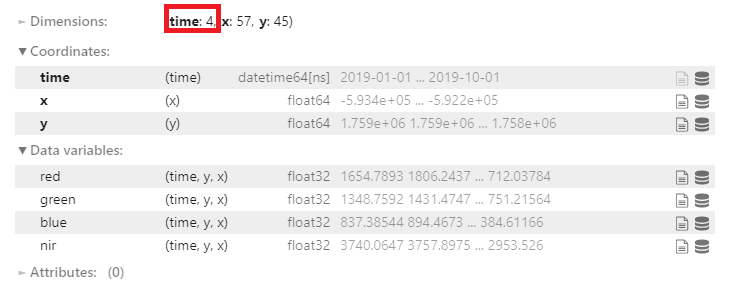 ► Dimensions: time: 4, x: 57, y: 45)
▼ Coordinates:
time (time) datetime64[ns] 2019-01-01 ... 2019-10-01
x (x) float64 -5.934e+05 ... -5.922e+05
y (y) float64 1.759e+06 1.759e+06 ... 1.758e+06
▼ Data variables:
red (time, y, x) float32 1654.7893 1806.2437 ... 712.03784
green (time, y, x) float32 1348.7592 1431.4747 ... 751.21564
blue (time, y, x) float32 837.38544 894.4673 ... 384.61166
nir (time, y, x) float32 3740.0647 3757.8975 ... 2953.526
► Attributes: (0)